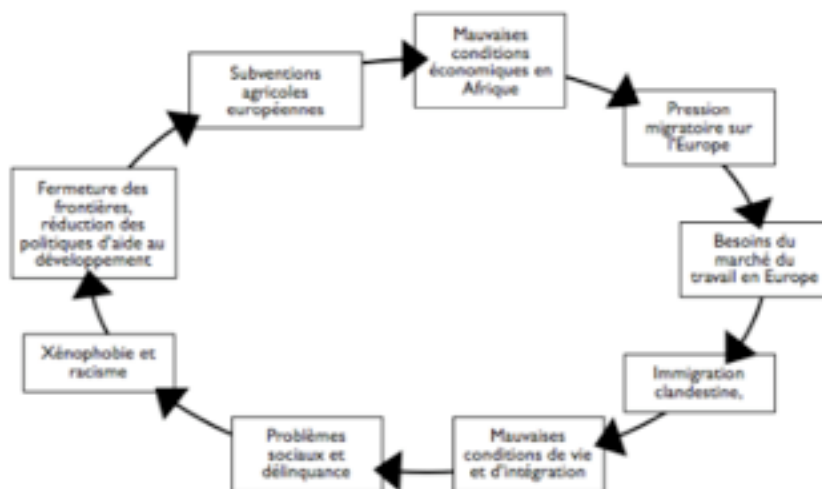 Mauvaises
conditions
économiques en
Afrique
Pression
migratoire sur
l'Europe
Besoins du
marché du
travail en Europe
Immigration
clandestine,
Mauvaises
conditions de vie
et d'intégration
Problèmes
sociaux et
délinquance
Xénophobie et
racisme
Fermeture des
frontières,
réduction des
politiques d'aide au
développement
Subventions
agricoles
européennes